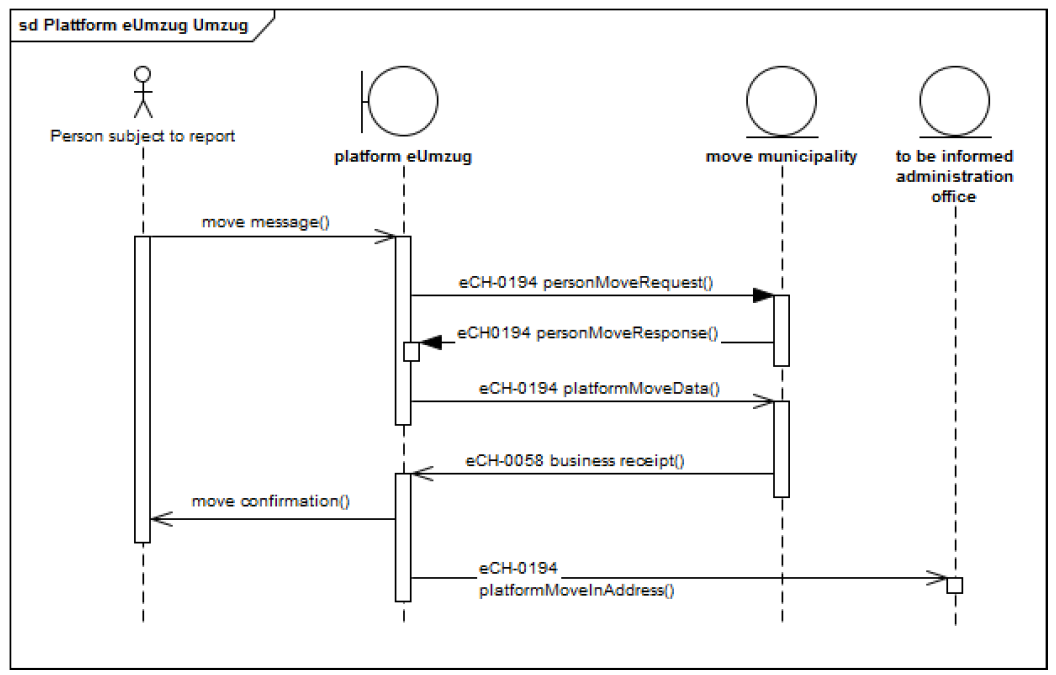 sd Plattform eUmzug Umzug
Person subject to report
platform eUmzug
move municipality
to be informed
administration
office
move message()
eCH-0194 personMoveRequest()
eCH0194 personMoveResponse()
eCH-0194 platformMoveData()
eCH-0058 business receipt()
move confirmation()
eCH-0194
platformMoveInAddress()